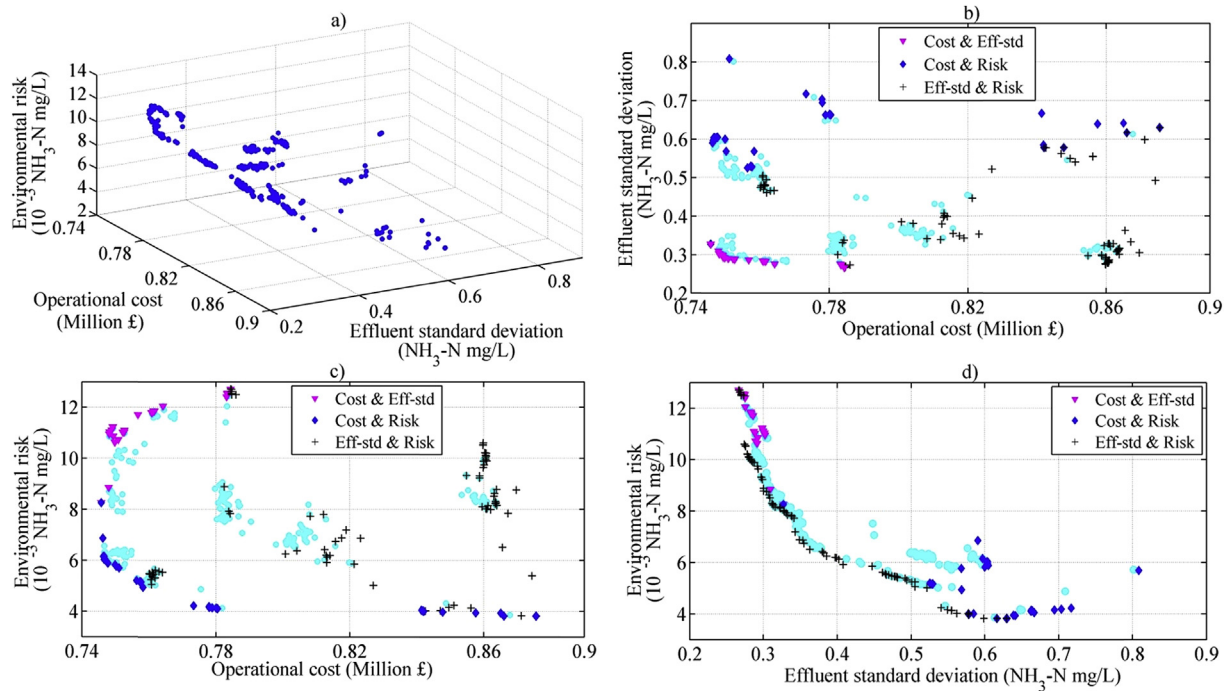 a)
Environmental risk
(10⁻³ NH₃-N mg/L)
14
12
10
8
6
4
2
0.74
0.78
0.82
0.86
0.9
Operational cost
(Million £)
0.2
0.4
0.6
0.8
Effluent standard deviation
(NH₃-N mg/L)
b)
Effluent standard deviation
(NH₃-N mg/L)
0.8
0.7
0.6
0.5
0.4
0.3
0.2
0.74
0.78
0.82
0.86
0.9
Operational cost (Million £)
Cost & Eff-std
Cost & Risk
Eff-std & Risk
c)
Environmental risk
(10⁻³ NH₃-N mg/L)
12
10
8
6
4
0.74
0.78
0.82
0.86
0.9
Operational cost (Million £)
Cost & Eff-std
Cost & Risk
Eff-std & Risk
d)
Environmental risk
(10⁻³ NH₃-N mg/L)
12
10
8
6
4
2
0.2
0.3
0.4
0.5
0.6
0.7
0.8
0.9
Effluent standard deviation (NH₃-N mg/L)
Cost & Eff-std
Cost & Risk
Eff-std & Risk